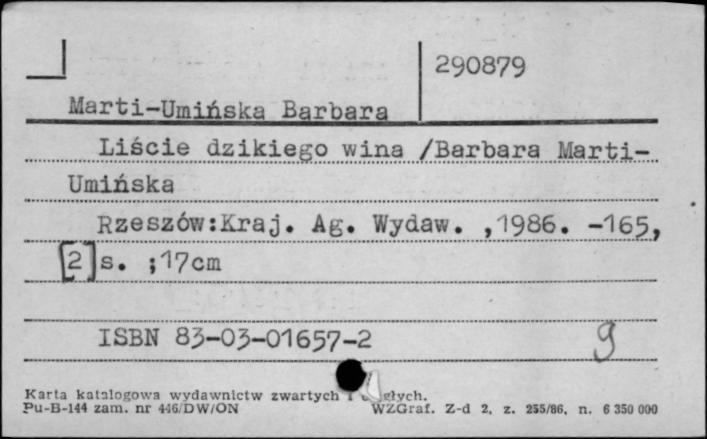 290879
Marti-Umińska Barbara
Liście dzikiego wina /Barbara Marti-
Umińska
Rzeszów:Kraj. Ag. Wydaw. ,1986. -165,
[2]s. ;17cm
ISBN 83-03-01657-2
9
Karta katalogowa wydawnictw zwartych i
Pu-B-144 zam. nr 446/DW/ON WZGraf. Z-d 2, z. 255/86, n. 6 350 000